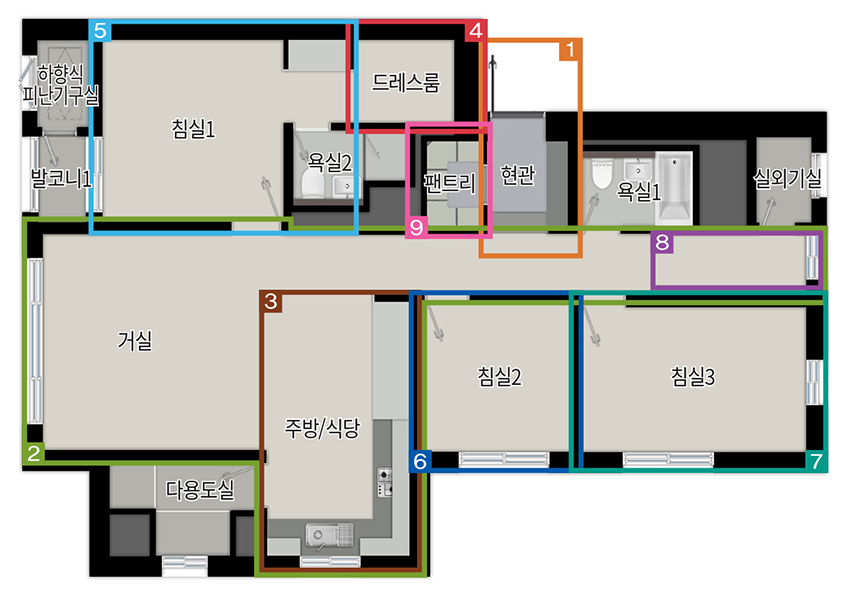 5
4
1
하향식
피난기구실
드레스룸
침실1
욕실2
발코니1
팬트리
현관
욕실1
실외기실
9
8
3
거실
침실2
침실3
주방/식당
2
6
7
다용도실